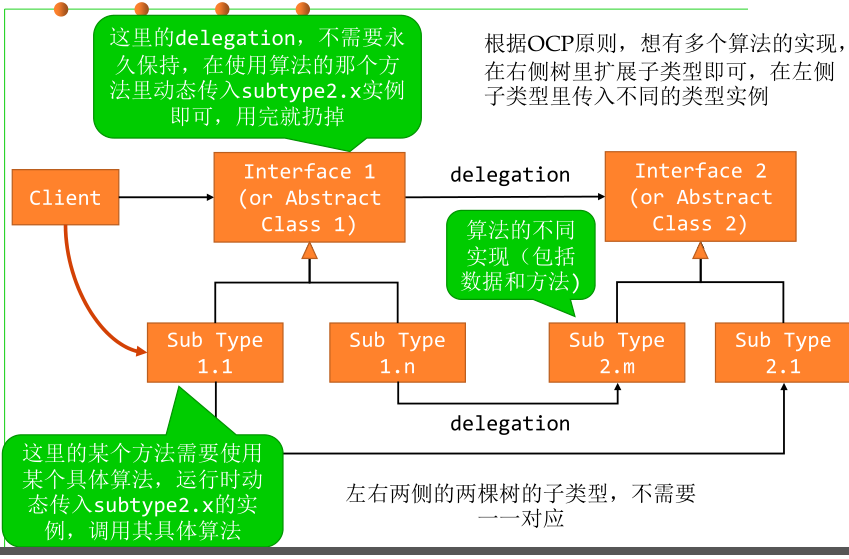 这里的delegation，不需要永
久保持，在使用算法的那个方
法里动态传入subtype2.x实例
即可，用完就扔掉
根据OCP原则，想有多个算法的实现，
在右侧树里扩展子类型即可，在左侧
子类型里传入不同的类型实例
Client
Interface 1
(or Abstract
Class 1)
delegation
Interface 2
(or Abstract
Class 2)
算法的不同
实现（包括
数据和方法)
Sub Type
1.1
Sub Type
1.n
Sub Type
2.m
Sub Type
2.1
delegation
这里的某个方法需要使用
某个具体算法，运行时动
态传入subtype2.x的实
例，调用其具体算法
左右两侧的两棵树的子类型，不需要
一一对应